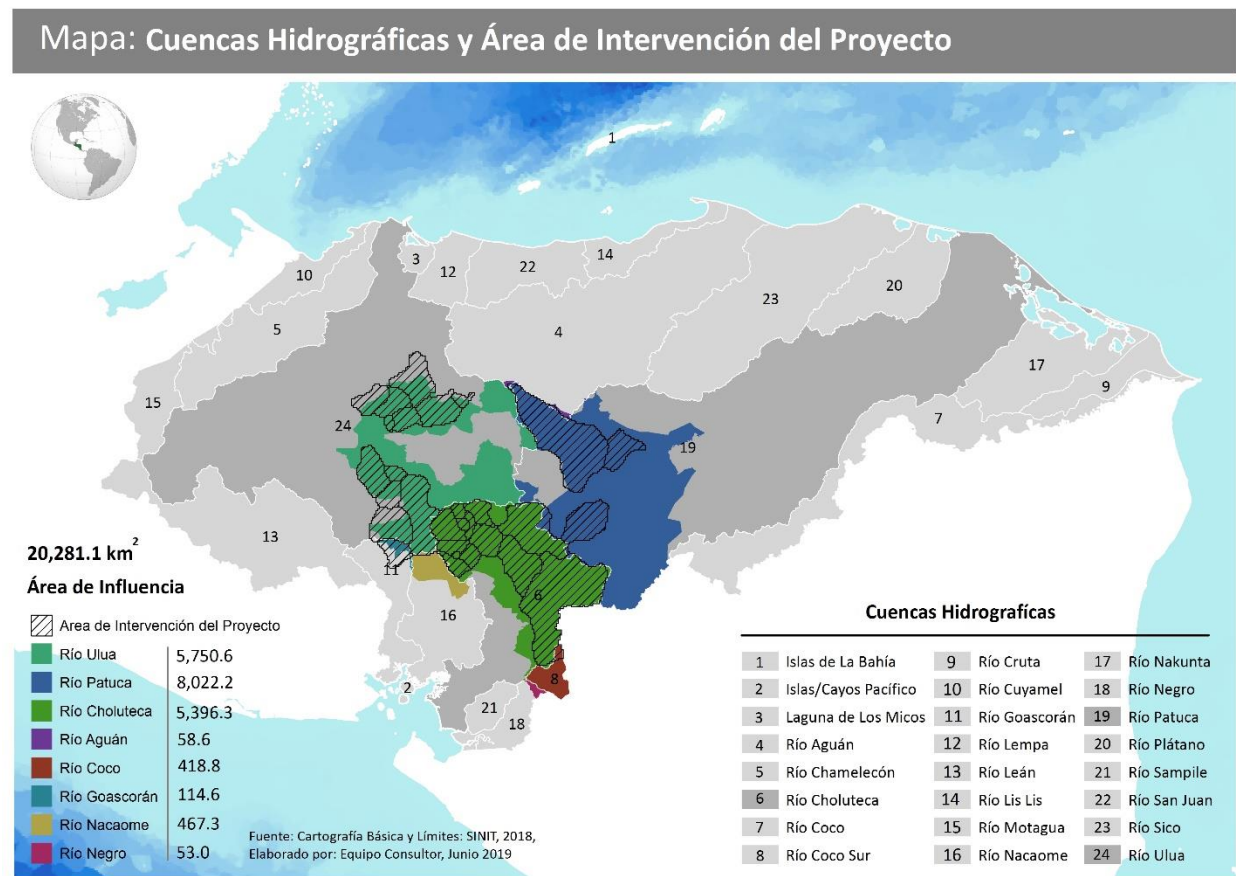 Mapa: Cuencas Hidrográficas y Área de Intervención del Proyecto
1
10
3
12
22
14
23
20
5
4
17
9
15
24
7
19
13
11
6
16
8
2
21
18
20,281.1 km²
Área de Influencia
Area de Intervención del Proyecto
Río Ulua 5,750.6
Río Patuca 8,022.2
Río Choluteca 5,396.3
Río Aguán 58.6
Río Coco 418.8
Río Goascorán 114.6
Río Nacaome 467.3
Río Negro 53.0
Fuente: Cartografía Básica y Límites: SINIT, 2018,
Elaborado por: Equipo Consultor, Junio 2019
Cuencas Hidrografícas
1 Islas de La Bahía 9 Río Cruta 17 Río Nakunta
2 Islas/Cayos Pacífico 10 Río Cuyamel 18 Río Negro
3 Laguna de Los Micos 11 Río Goascorán 19 Río Patuca
4 Río Aguán 12 Río Lempa 20 Río Plátano
5 Río Chamelecón 13 Río Leán 21 Río Sampile
6 Río Choluteca 14 Río Lis Lis 22 Río San Juan
7 Río Coco 15 Río Motagua 23 Río Sico
8 Río Coco Sur 16 Río Nacaome 24 Río Ulua